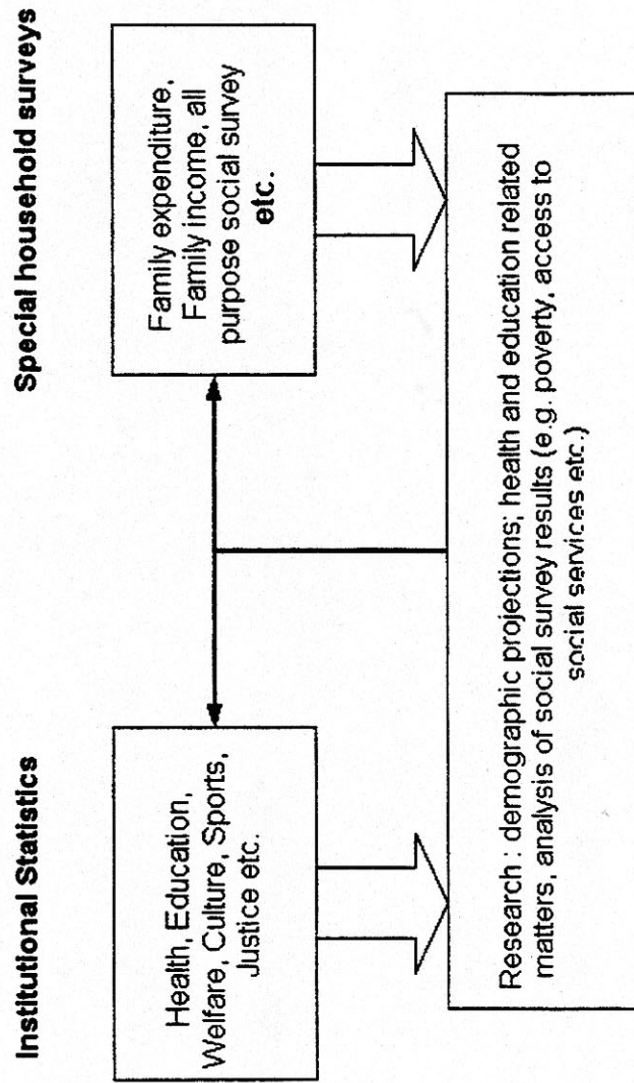 Institutional Statistics
Special household surveys
Health, Education,
Welfare, Culture, Sports,
Justice etc.
Family expenditure,
Family income, all
purpose social survey
etc.
Research : demographic projections; health and education related
matters, analysis of social survey results (e.g. poverty, access to
social services etc.)